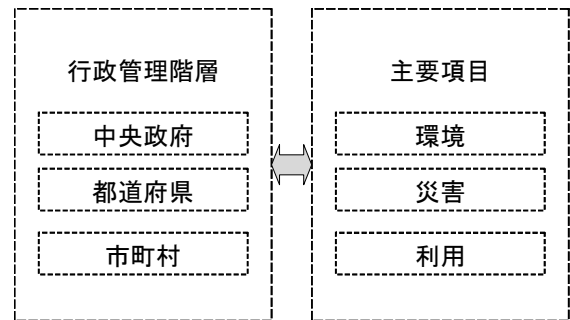 行政管理階層
中央政府
都道府県
市町村
主要項目
環境
災害
利用